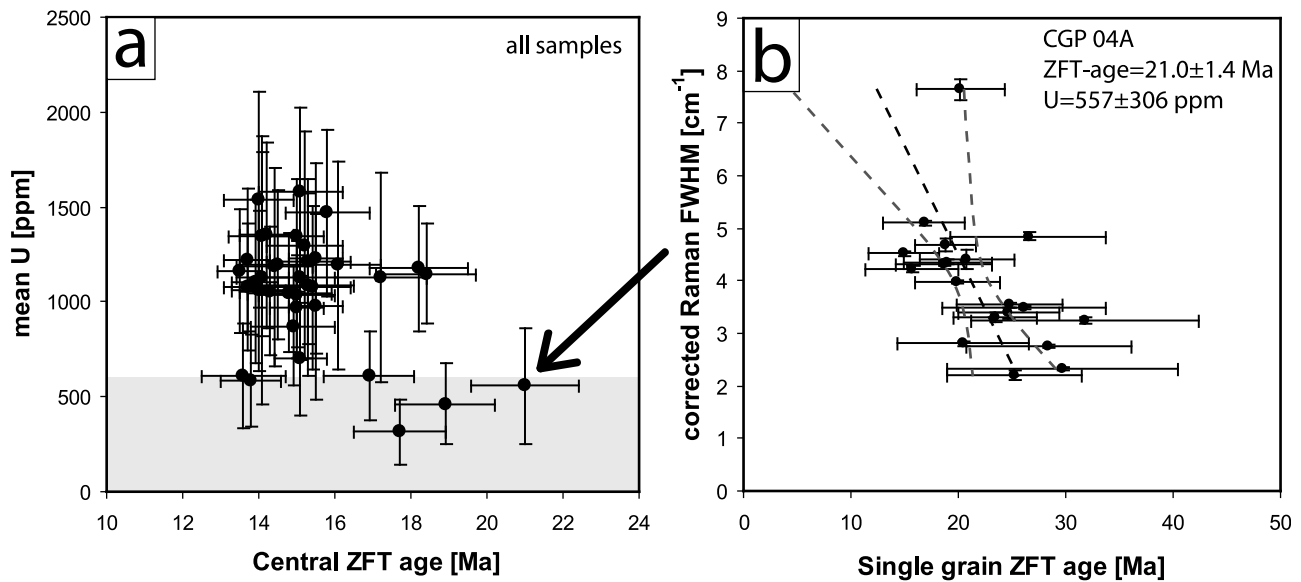 a
all samples
mean U [ppm]
2500
2000
1500
1000
500
0
10 12 14 16 18 20 22 24
Central ZFT age [Ma]
b
CGP 04A
ZFT-age=21.0±1.4 Ma
U=557±306 ppm
corrected Raman FWHM [cm⁻¹]
9
8
7
6
5
4
3
2
1
0
0 10 20 30 40 50
Single grain ZFT age [Ma]